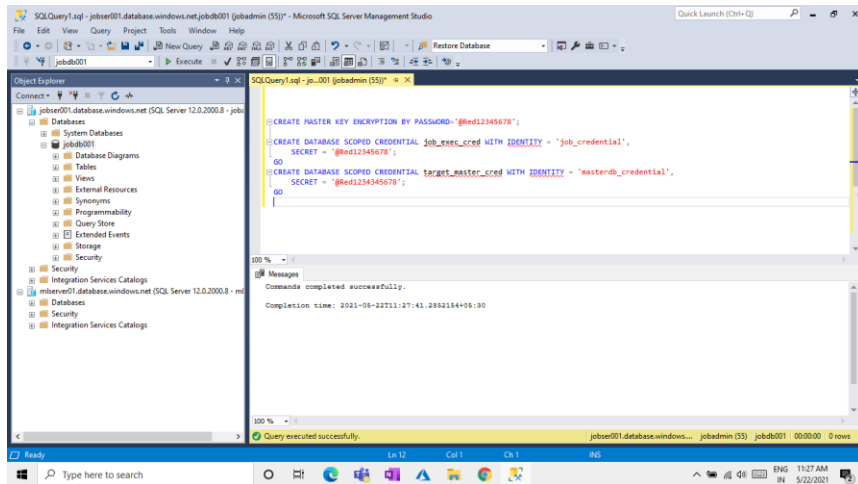 SQLQuery1.sql - jobser001.database.windows.net.jobdb001 (jobadmin (55))* - Microsoft SQL Server Management Studio
Quick Launch (Ctrl+Q)
File Edit View Query Project Tools Window Help
New Query
Restore Database
jobdb001
Execute
Object Explorer
SQLQuery1.sql - jo...001 (jobadmin (55))*
Connect
jobser001.database.windows.net (SQL Server 12.0.2000.8 - joba
Databases
System Databases
jobdb001
Database Diagrams
Tables
Views
External Resources
Synonyms
Programmability
Query Store
Extended Events
Storage
Security
Security
Integration Services Catalogs
mlserver01.database.windows.net (SQL Server 12.0.2000.8 - ml
Databases
Security
Integration Services Catalogs
CREATE MASTER KEY ENCRYPTION BY PASSWORD='@Red12345678';
CREATE DATABASE SCOPED CREDENTIAL job_exec_cred WITH IDENTITY = 'job_credential',
SECRET = '@Red12345678';
GO
CREATE DATABASE SCOPED CREDENTIAL target_master_cred WITH IDENTITY = 'masterdb_credential',
SECRET = '@Red1234345678';
GO
100 %
Messages
Commands completed successfully.
Completion time: 2021-05-22T11:27:41.2852154+05:30
100 %
Query executed successfully.
jobser001.database.windows.... jobadmin (55) jobdb001 00:00:00 0 rows
Ready
Ln 12 Col 1 Ch 1 INS
Type here to search
ENG 11:27 AM
IN 5/22/2021